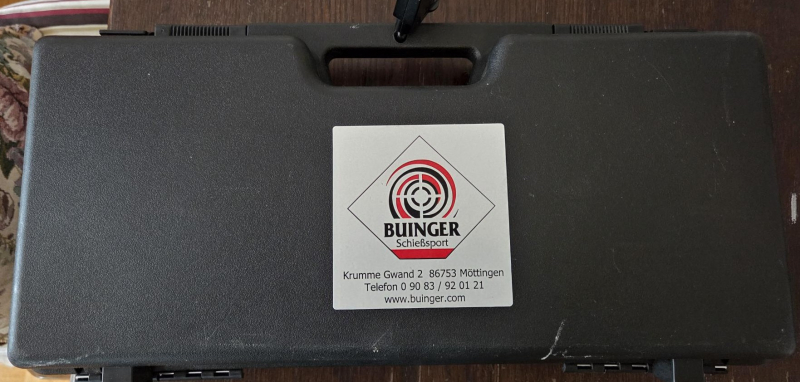 BUINGER
Schießsport
Krumme Gwand 2 86753 Möttingen
Telefon 0 90 83 / 92 01 21
www.buinger.com